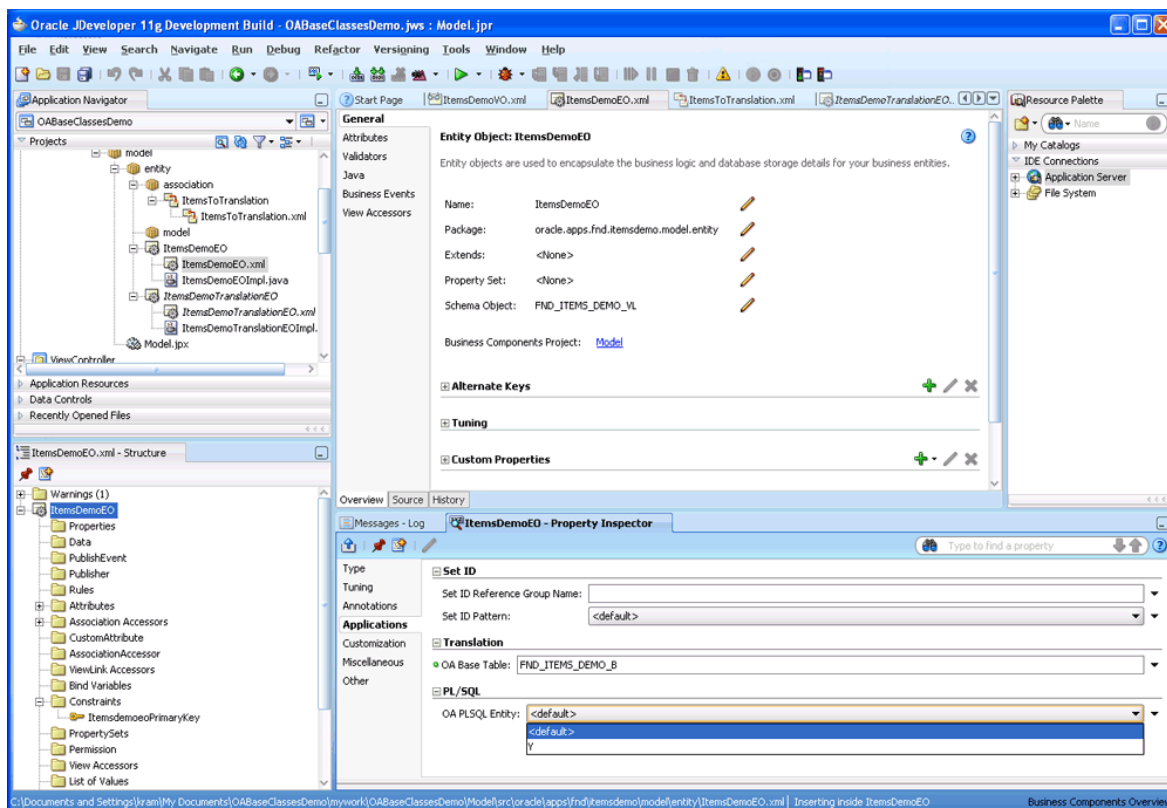 Oracle JDeveloper 11g Development Build - OABaseClassesDemo.jws : Model.jpr
File Edit View Search Navigate Run Debug Refactor Versioning Tools Window Help
Application Navigator
OABaseClassesDemo
Projects
model
entity
association
ItemsToTranslation
ItemsToTranslation.xml
model
ItemsDemoEO
ItemsDemoEO.xml
ItemsDemoEOImpl.java
ItemsDemoTranslationEO
ItemsDemoTranslationEO.xml
ItemsDemoTranslationEOImpl.
Model.jpx
ViewController
Application Resources
Data Controls
Recently Opened Files
ItemsDemoEO.xml - Structure
Warnings (1)
ItemsDemoEO
Properties
Data
PublishEvent
Publisher
Rules
Attributes
Association Accessors
CustomAttribute
AssociationAccessor
ViewLink Accessors
Bind Variables
Constraints
ItemsdemoeoPrimaryKey
PropertySets
Permission
View Accessors
List of Values
Start Page ItemsDemoVO.xml ItemsDemoEO.xml ItemsToTranslation.xml ItemsDemoTranslationEO.
General
Attributes
Validators
Java
Business Events
View Accessors
Entity Object: ItemsDemoEO
Entity objects are used to encapsulate the business logic and database storage details for your business entities.
Name: ItemsDemoEO
Package: oracle.apps.fnd.itemsdemo.model.entity
Extends: <None>
Property Set: <None>
Schema Object: FND_ITEMS_DEMO_VL
Business Components Project: Model
Alternate Keys
Tuning
Custom Properties
Overview Source History
Resource Palette
Name
My Catalogs
IDE Connections
Application Server
File System
Messages - Log ItemsDemoEO - Property Inspector
Type to find a property
Type
Tuning
Annotations
Applications
Customization
Miscellaneous
Other
Set ID
Set ID Reference Group Name:
Set ID Pattern: <default>
Translation
OA Base Table: FND_ITEMS_DEMO_B
PL/SQL
OA PLSQL Entity: <default>
<default>
Y
C:\Documents and Settings\kram\My Documents\OABaseClassesDemo\mywork\OABaseClassesDemo\Model\src\oracle\apps\fnd\itemsdemo\model\entity\ItemsDemoEO.xml Inserting inside ItemsDemoEO Business Components Overview